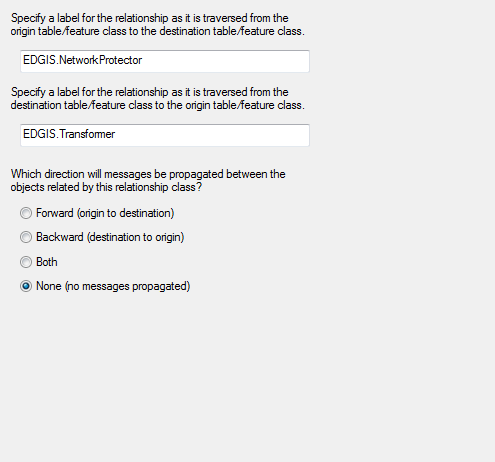 Specify a label for the relationship as it is traversed from the
origin table/feature class to the destination table/feature class.
EDGIS.NetworkProtector
Specify a label for the relationship as it is traversed from the
destination table/feature class to the origin table/feature class.
EDGIS.Transformer
Which direction will messages be propagated between the
objects related by this relationship class?
Forward (origin to destination)
Backward (destination to origin)
Both
None (no messages propagated)